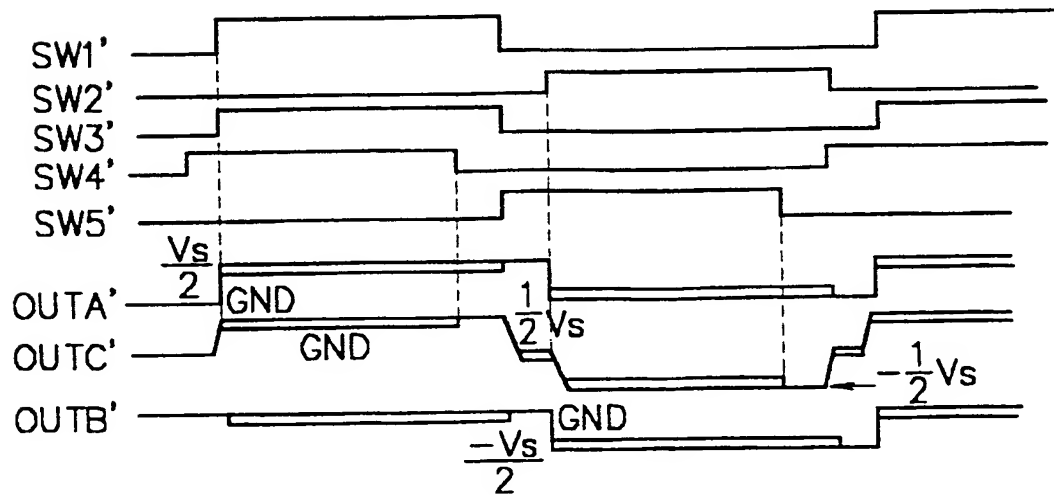 SW1'
SW2'
SW3'
SW4'
SW5'
Vs
2
OUTA'
GND
1
2
Vs
OUTC'
GND
-1
2
Vs
OUTB'
GND
-Vs
2